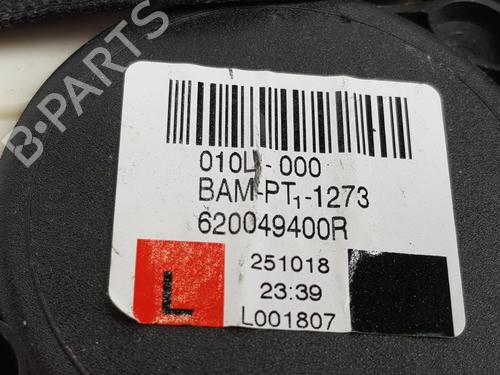 B-PARTS
010L-000
BAM-PT1-1273
620049400R
L
251018
23:39
L001807